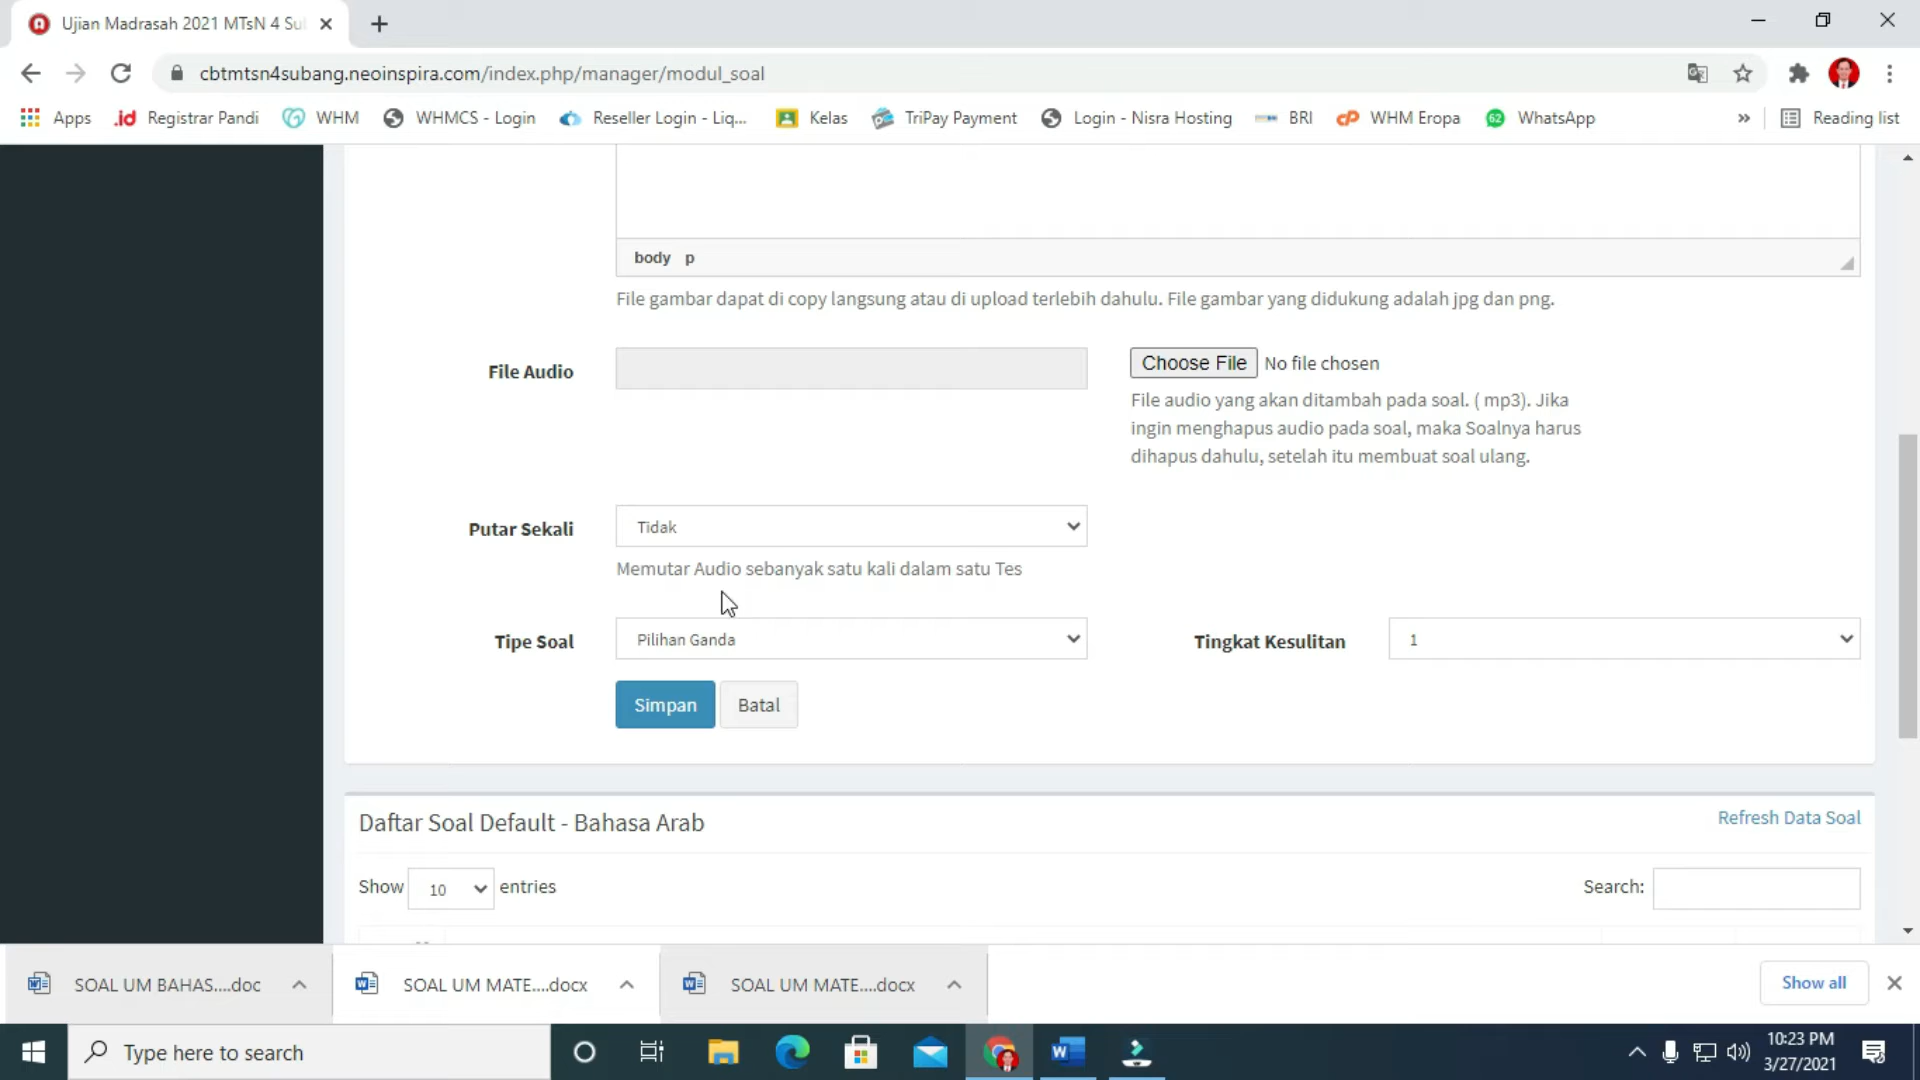 Ujian Madrasah 2021 MTsN 4 Su
cbtmtsn4subang.neoinspira.com/index.php/manager/modul_soal
Apps .id Registrar Pandi WHM WHMCS - Login Reseller Login - Liq... Kelas TriPay Payment Login - Nisra Hosting BRI cP WHM Eropa 62 WhatsApp » Reading list
body p
File gambar dapat di copy langsung atau di upload terlebih dahulu. File gambar yang didukung adalah jpg dan png.
File Audio Choose File No file chosen
File audio yang akan ditambah pada soal. ( mp3). Jika
ingin menghapus audio pada soal, maka Soalnya harus
dihapus dahulu, setelah itu membuat soal ulang.
Putar Sekali Tidak
Memutar Audio sebanyak satu kali dalam satu Tes
Tipe Soal Pilihan Ganda Tingkat Kesulitan 1
Simpan Batal
Daftar Soal Default - Bahasa Arab Refresh Data Soal
Show 10 entries Search:
SOAL UM BAHAS....doc SOAL UM MATE....docx SOAL UM MATE....docx Show all
Type here to search 10:23 PM
3/27/2021